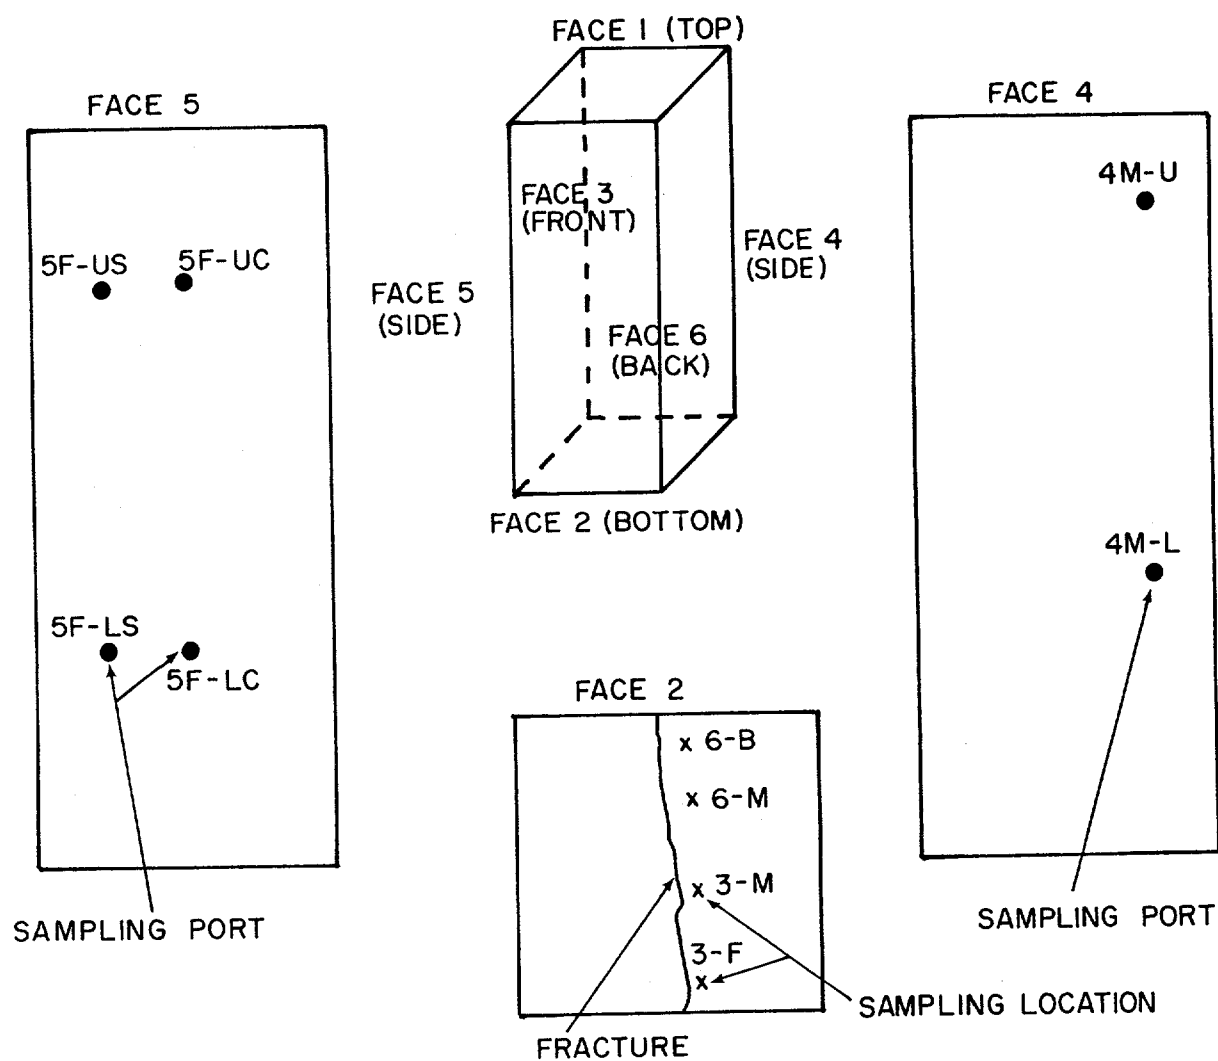 FACE 1 (TOP)
FACE 5
FACE 4
4M-U
FACE 3
(FRONT)
5F-US
5F-UC
FACE 4
(SIDE)
FACE 5
(SIDE)
FACE 6
(BACK)
FACE 2 (BOTTOM)
4M-L
5F-LS
5F-LC
FACE 2
6-B
6-M
3-M
3-F
SAMPLING PORT
SAMPLING PORT
SAMPLING LOCATION
FRACTURE